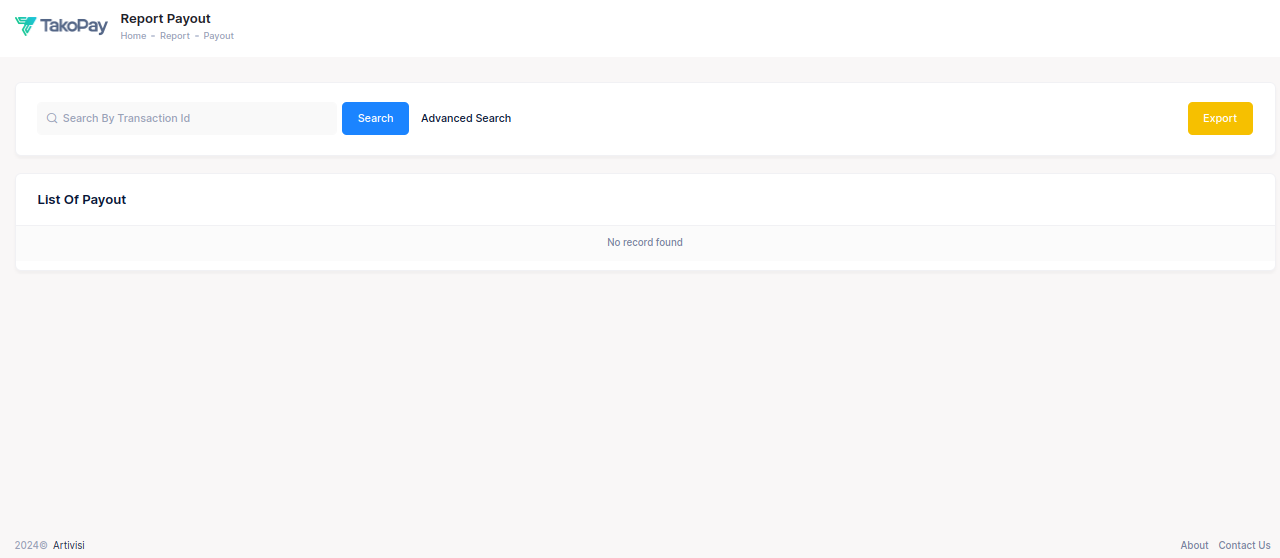 TakoPay
Report Payout
Home - Report - Payout
Search By Transaction Id
Search
Advanced Search
Export
List Of Payout
No record found
2024© Artivisi
About
Contact Us